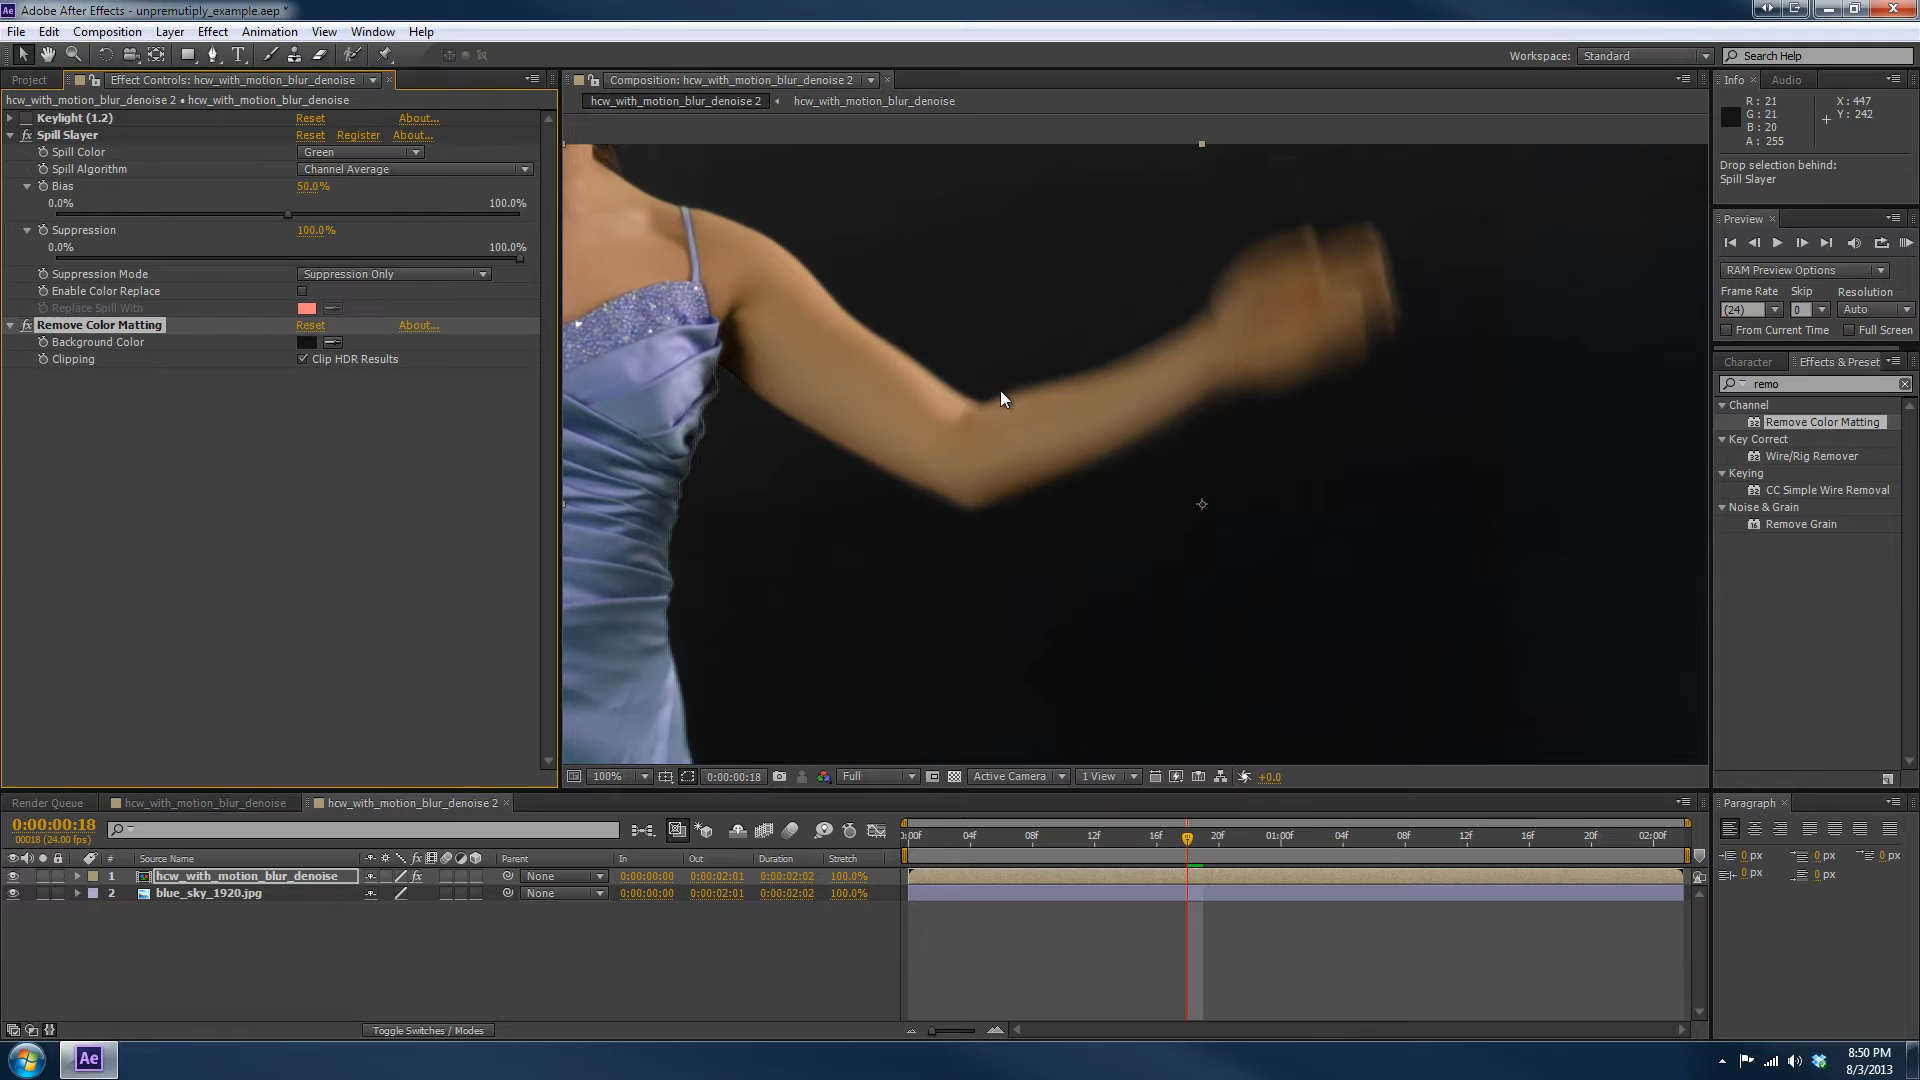 Adobe After Effects - unpremutiply_example.aep *
File Edit Composition Layer Effect Animation View Window Help
Workspace: Standard Search Help
Project Effect Controls: hcw_with_motion_blur_denoise
hcw_with_motion_blur_denoise 2 • hcw_with_motion_blur_denoise
Keylight (1.2) Reset About...
fx Spill Slayer Reset Register About...
Spill Color Green
Spill Algorithm Channel Average
Bias 50.0%
0.0% 100.0%
Suppression 100.0%
0.0% 100.0%
Suppression Mode Suppression Only
Enable Color Replace
Replace Spill With
fx Remove Color Matting Reset About...
Background Color
Clipping Clip HDR Results
Composition: hcw_with_motion_blur_denoise 2
hcw_with_motion_blur_denoise 2 hcw_with_motion_blur_denoise
100% 0:00:00:18 Full Active Camera 1 View +0.0
Info Audio
R: 21 X: 447
G: 21 Y: 242
B: 20
A: 255
Drop selection behind:
Spill Slayer
Preview
RAM Preview Options
Frame Rate Skip Resolution
(24) 0 Auto
From Current Time Full Screen
Character Effects & Preset
remo
Channel
Remove Color Matting
Key Correct
Wire/Rig Remover
Keying
CC Simple Wire Removal
Noise & Grain
Remove Grain
Render Queue hcw_with_motion_blur_denoise hcw_with_motion_blur_denoise 2
0:00:00:18
00018 (24.00 fps)
# Source Name fx Parent In Out Duration Stretch
1 hcw_with_motion_blur_denoise fx None 0:00:00:00 0:00:02:01 0:00:02:02 100.0%
2 blue_sky_1920.jpg None 0:00:00:00 0:00:02:01 0:00:02:02 100.0%
):00f 04f 08f 12f 16f 20f 01:00f 04f 08f 12f 16f 20f 02:00f
Toggle Switches / Modes
Paragraph
0 px 0 px 0 px
0 px 0 px
Ae
8:50 PM
8/3/2013